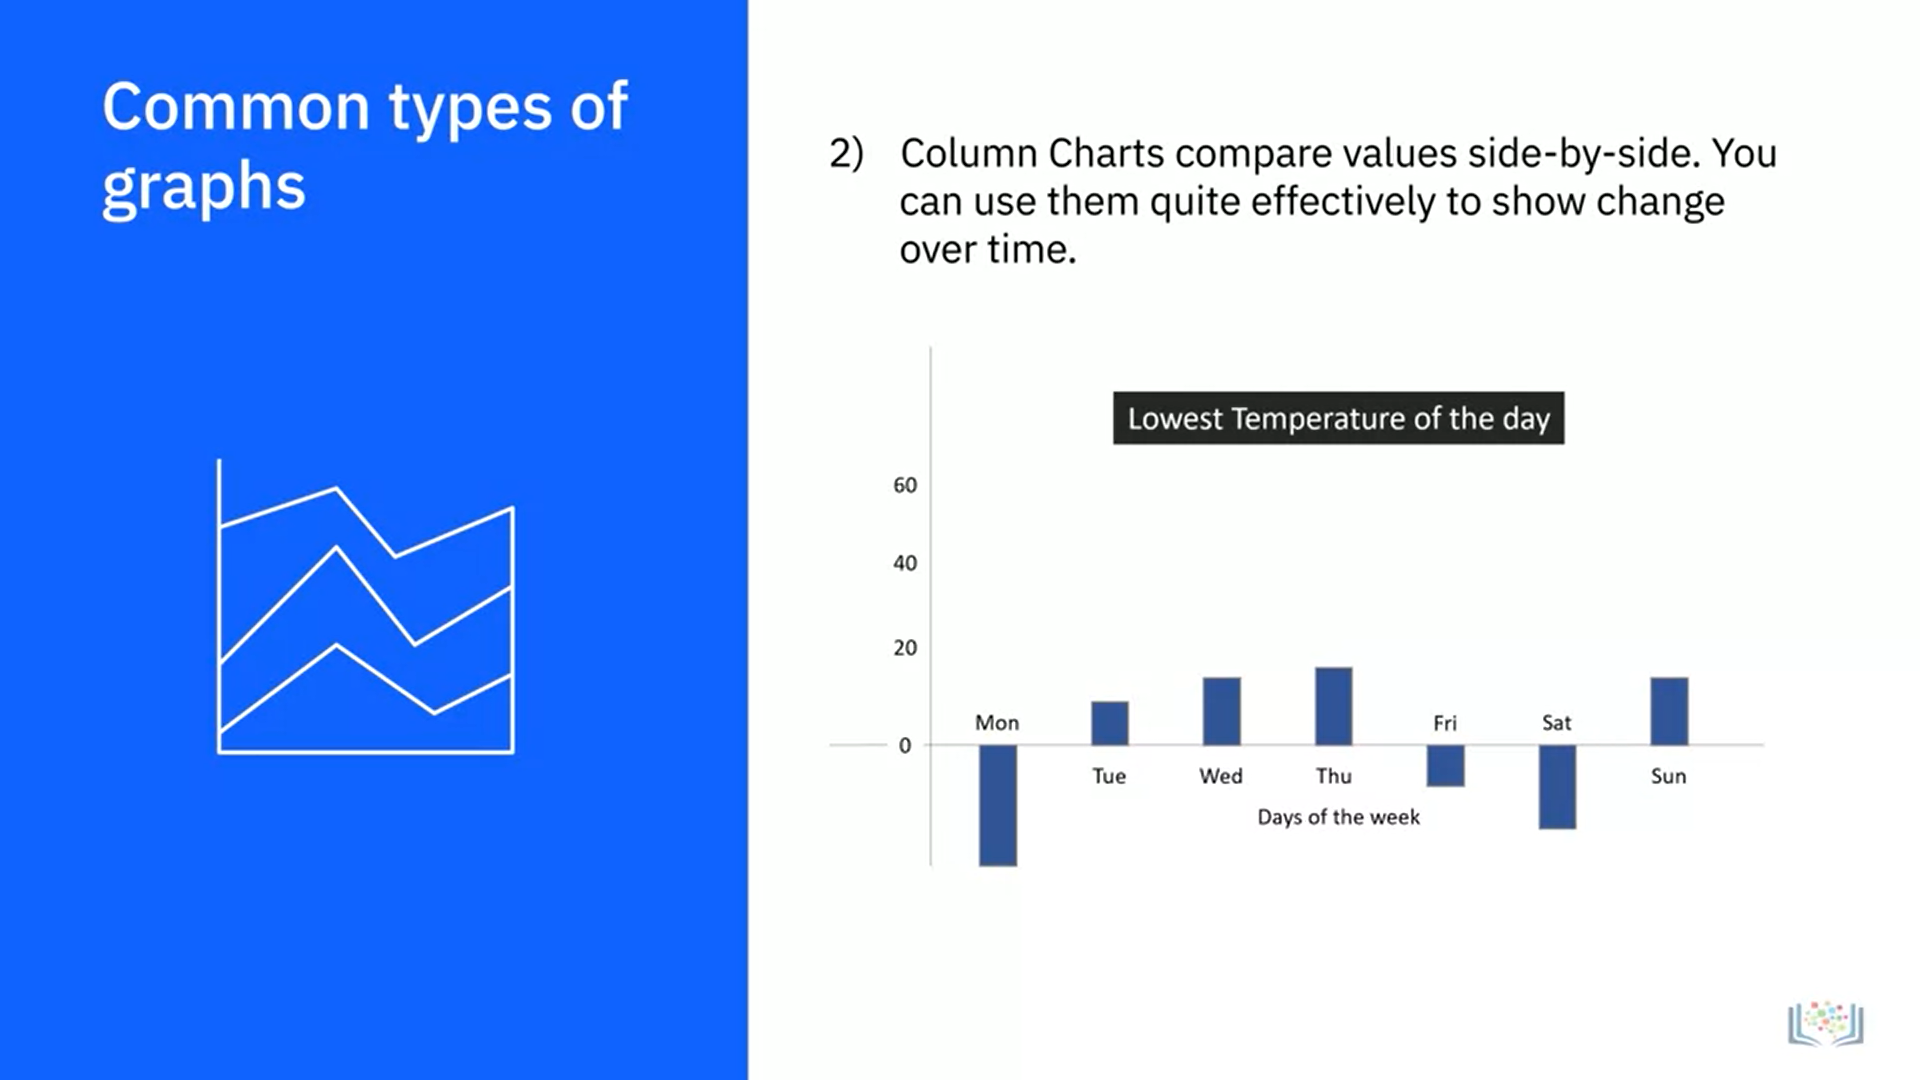 Common types of
graphs
2) Column Charts compare values side-by-side. You
can use them quite effectively to show change
over time.
Lowest Temperature of the day
60
40
20
0
Mon
Tue
Wed
Thu
Fri
Sat
Sun
Days of the week